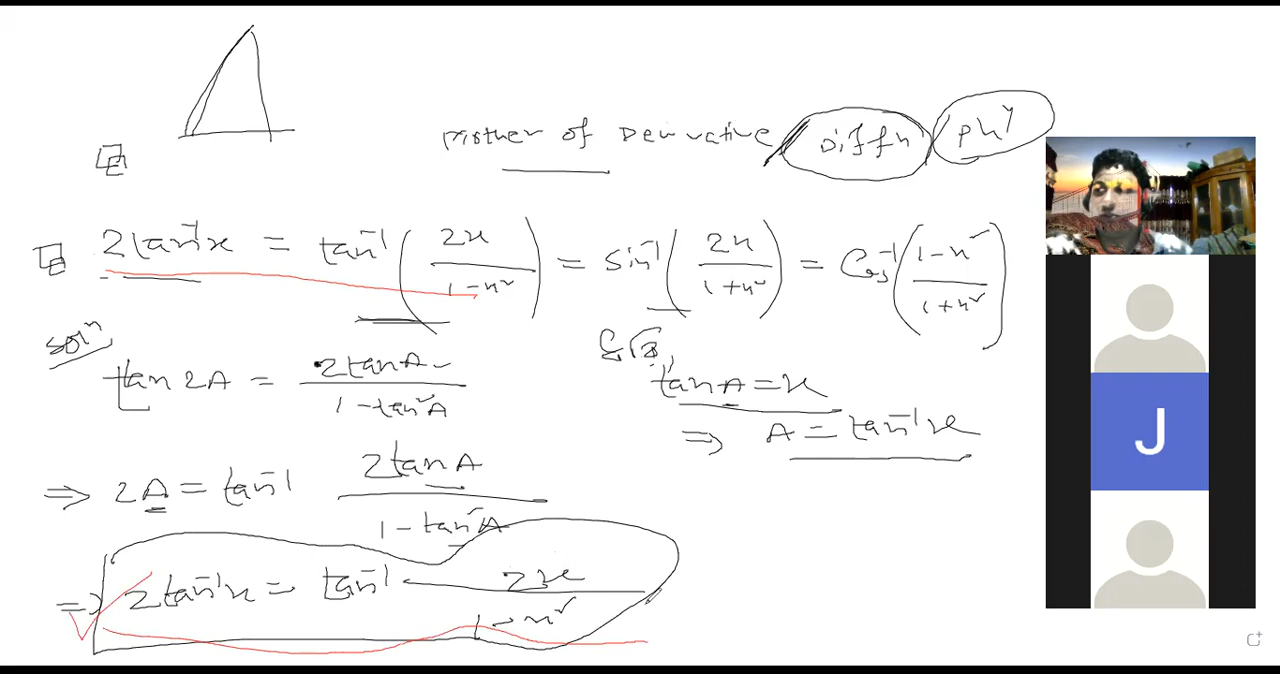 Mother of Derivative / Diffn Phy
2tan⁻¹x = tan⁻¹(2x/1-x²) = Sin⁻¹(2x/1+x²) = Cos⁻¹(1-x²/1+x²)
Solⁿ
tan 2A = 2tanA/1-tan²A
ধরি,
tanA = x
⇒ A = tan⁻¹x
⇒ 2A = tan⁻¹ 2tanA/1-tan²A
⇒ 2tan⁻¹x = tan⁻¹ 2x/1-x²
J